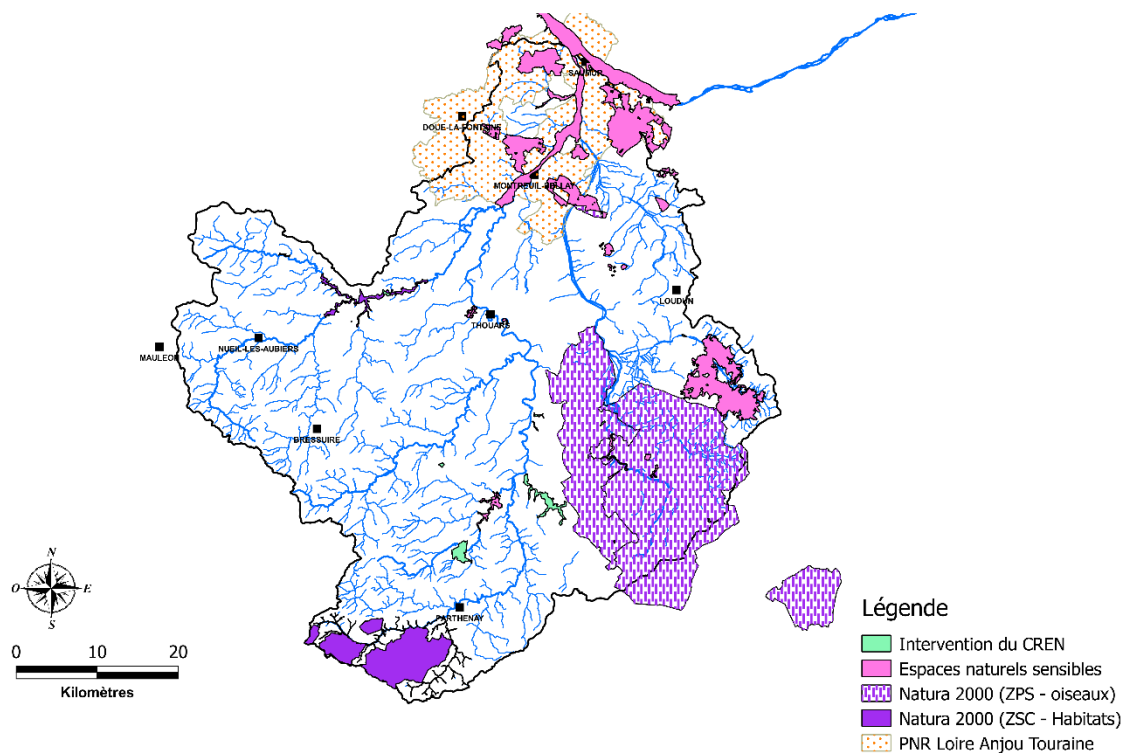 SAUMUR
DOUE-LA-FONTAINE
MONTREUIL-BELLAY
LOUDUN
THOUARS
NUEIL-LES-AUBIERS
MAULEON
BRESSUIRE
PARTHENAY
N
O E
S
0 10 20
Kilomètres
Légende
Intervention du CREN
Espaces naturels sensibles
Natura 2000 (ZPS - oiseaux)
Natura 2000 (ZSC - Habitats)
PNR Loire Anjou Touraine